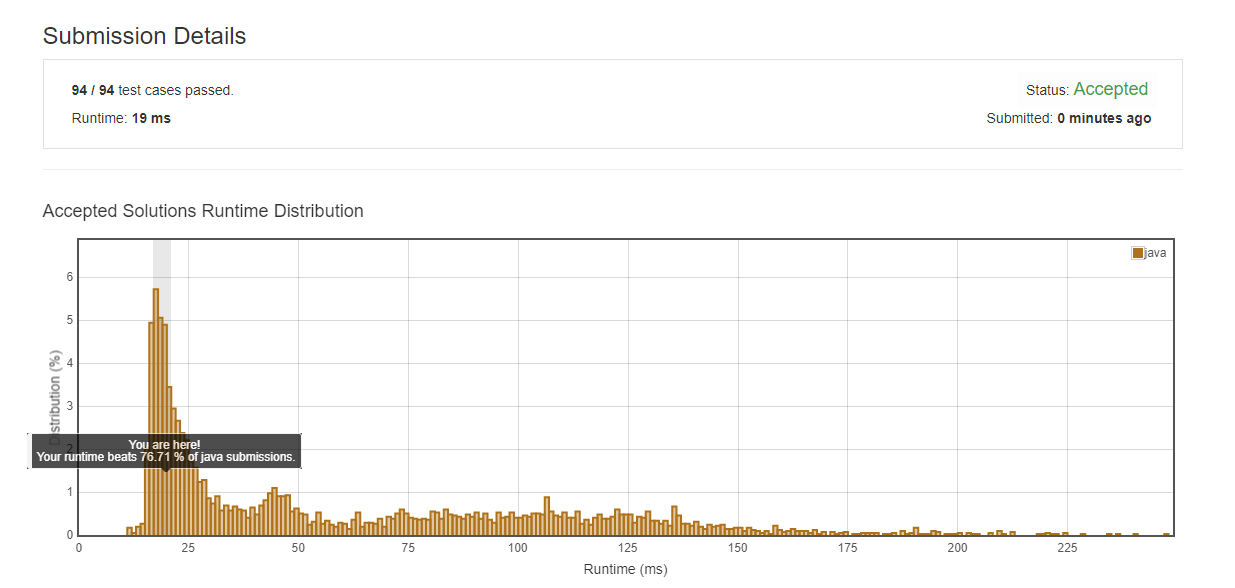 Submission Details
94 / 94 test cases passed.
Status: Accepted
Runtime: 19 ms
Submitted: 0 minutes ago
Accepted Solutions Runtime Distribution
java
6
5
4
3
2
1
0
Distribution (%)
You are here!
Your runtime beats 76.71 % of java submissions.
0 25 50 75 100 125 150 175 200 225
Runtime (ms)